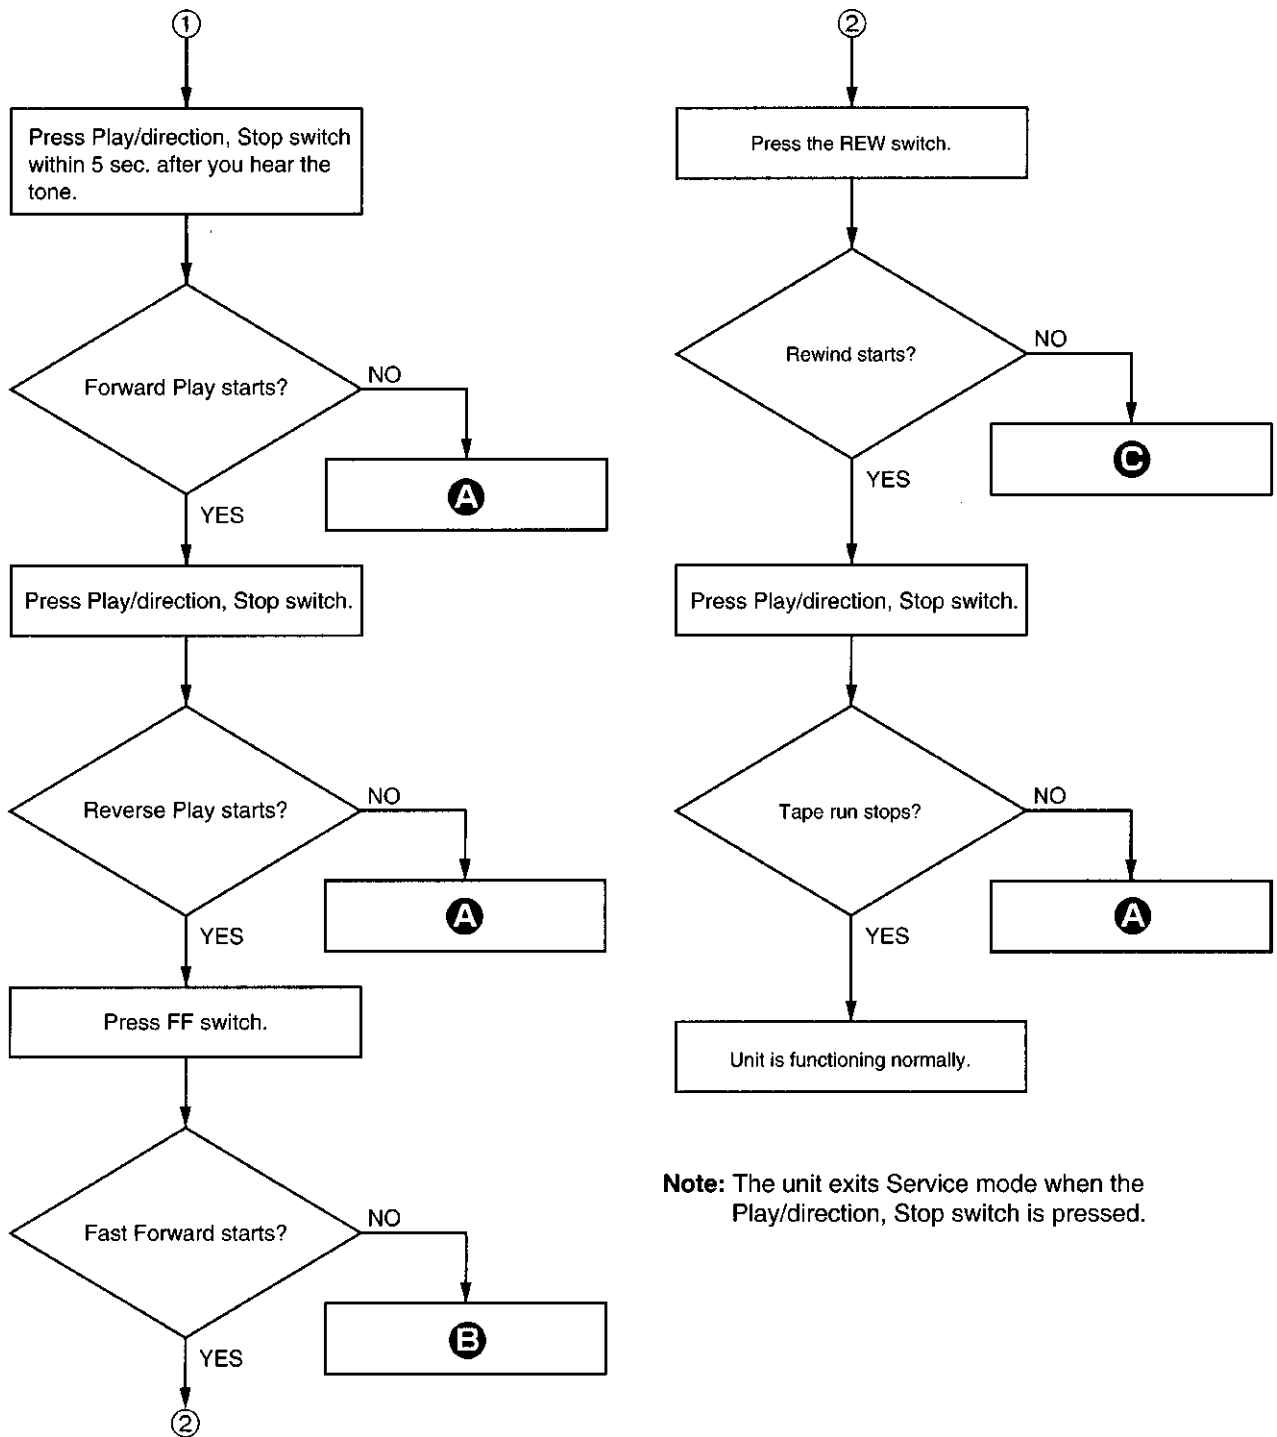 ①
Press Play/direction, Stop switch
within 5 sec. after you hear the
tone.
Forward Play starts?
NO
A
YES
Press Play/direction, Stop switch.
Reverse Play starts?
NO
A
YES
Press FF switch.
Fast Forward starts?
NO
B
YES
②
②
Press the REW switch.
Rewind starts?
NO
C
YES
Press Play/direction, Stop switch.
Tape run stops?
NO
A
YES
Unit is functioning normally.
Note: The unit exits Service mode when the
Play/direction, Stop switch is pressed.